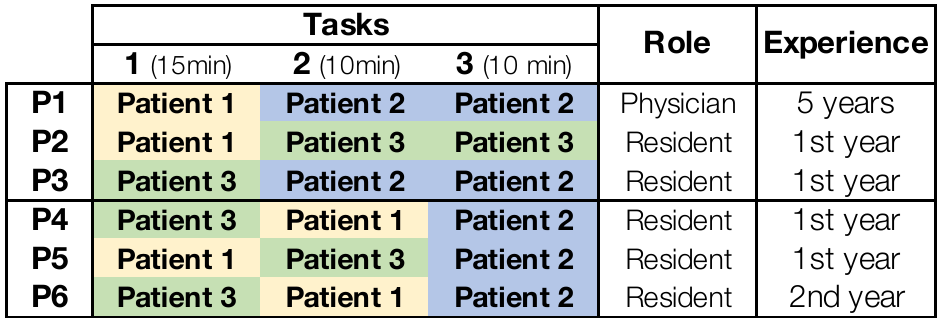 Tasks Role Experience
1 (15min) 2 (10min) 3 (10 min)
P1 Patient 1 Patient 2 Patient 2 Physician 5 years
P2 Patient 1 Patient 3 Patient 3 Resident 1st year
P3 Patient 3 Patient 2 Patient 2 Resident 1st year
P4 Patient 3 Patient 1 Patient 2 Resident 1st year
P5 Patient 1 Patient 3 Patient 2 Resident 1st year
P6 Patient 3 Patient 1 Patient 2 Resident 2nd year